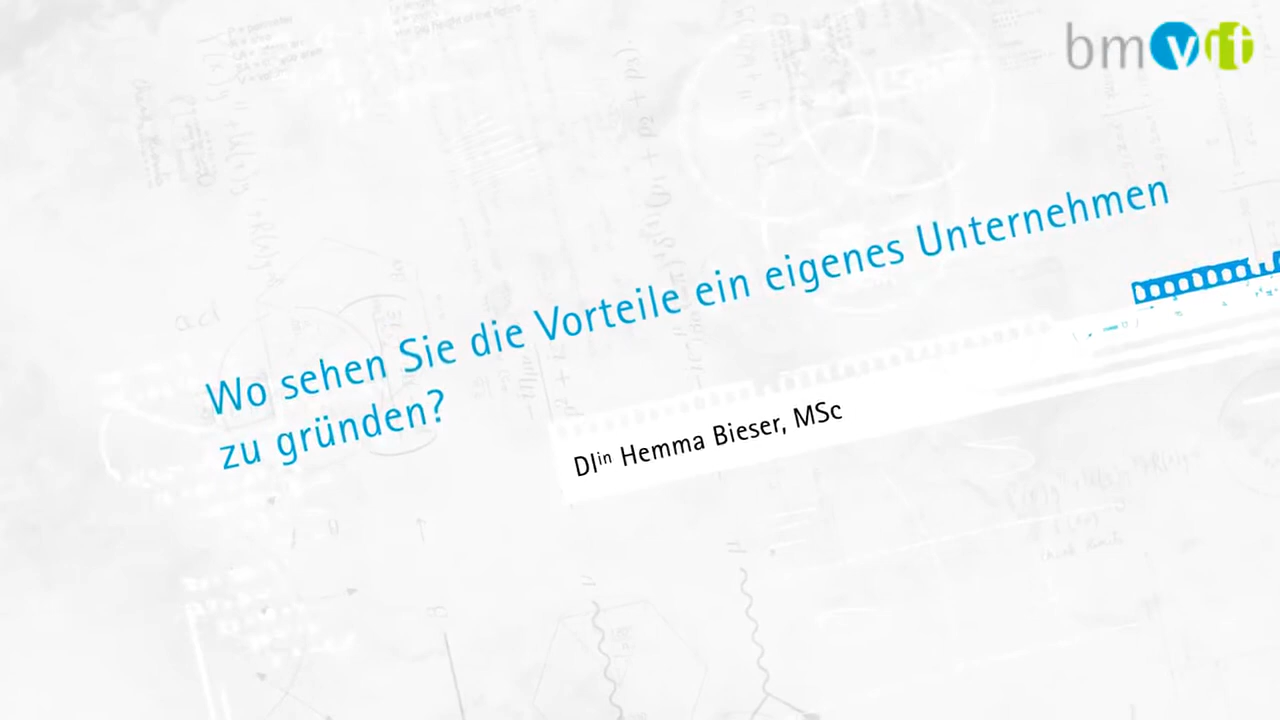 bmvit
Wo sehen Sie die Vorteile ein eigenes Unternehmen
zu gründen?
DIⁱⁿ Hemma Bieser, MSc